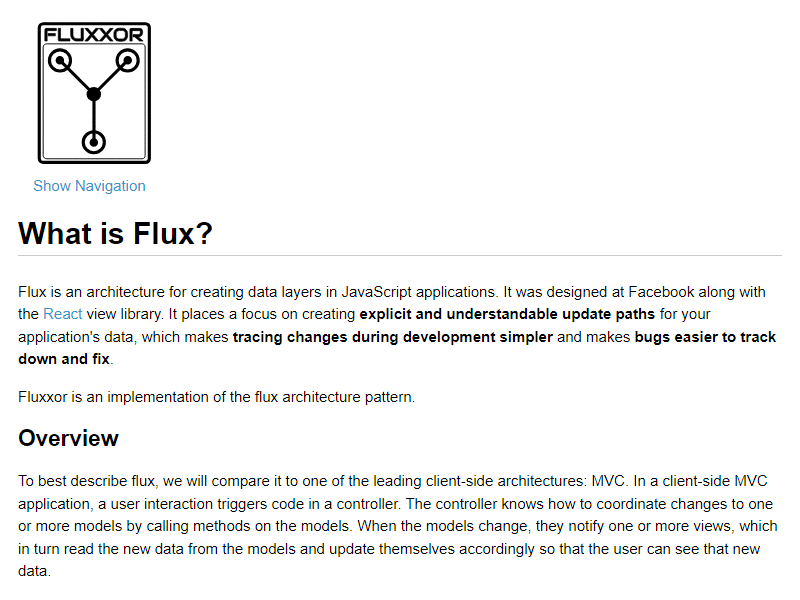 FLUXXOR
Show Navigation
What is Flux?
Flux is an architecture for creating data layers in JavaScript applications. It was designed at Facebook along with
the React view library. It places a focus on creating explicit and understandable update paths for your
application's data, which makes tracing changes during development simpler and makes bugs easier to track
down and fix.
Fluxxor is an implementation of the flux architecture pattern.
Overview
To best describe flux, we will compare it to one of the leading client-side architectures: MVC. In a client-side MVC
application, a user interaction triggers code in a controller. The controller knows how to coordinate changes to one
or more models by calling methods on the models. When the models change, they notify one or more views, which
in turn read the new data from the models and update themselves accordingly so that the user can see that new
data.